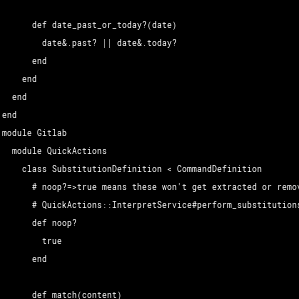 def date_past_or_today?(date)
date&.past? || date&.today?
end
end
end
end
module Gitlab
module QuickActions
class SubstitutionDefinition < CommandDefinition
# noop?=>true means these won't get extracted or remov
# QuickActions::InterpretService#perform_substitutions
def noop?
true
end
def match(content)